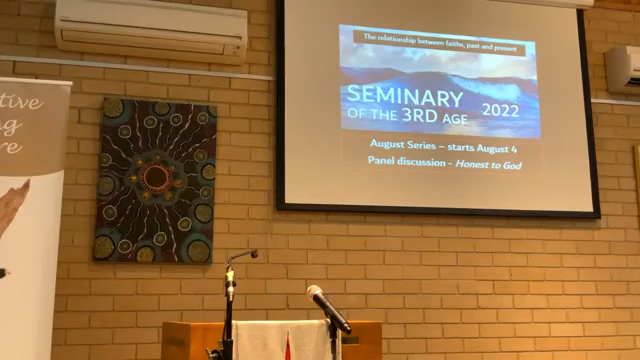 The relationship between faiths, past and present
SEMINARY
OF THE 3RD AGE
2022
August Series – starts August 4
Panel discussion - Honest to God